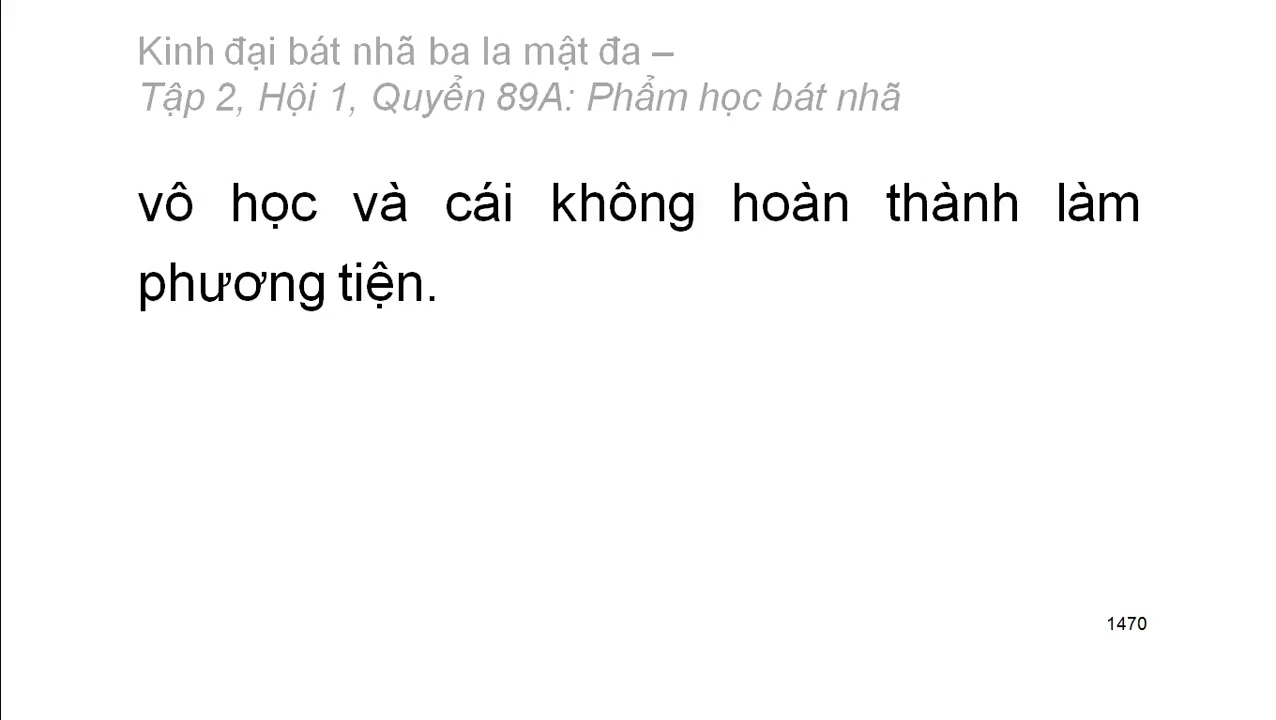 Kinh đại bát nhã ba la mật đa –
Tập 2, Hội 1, Quyển 89A: Phẩm học bát nhã
vô học và cái không hoàn thành làm
phương tiện.
1470